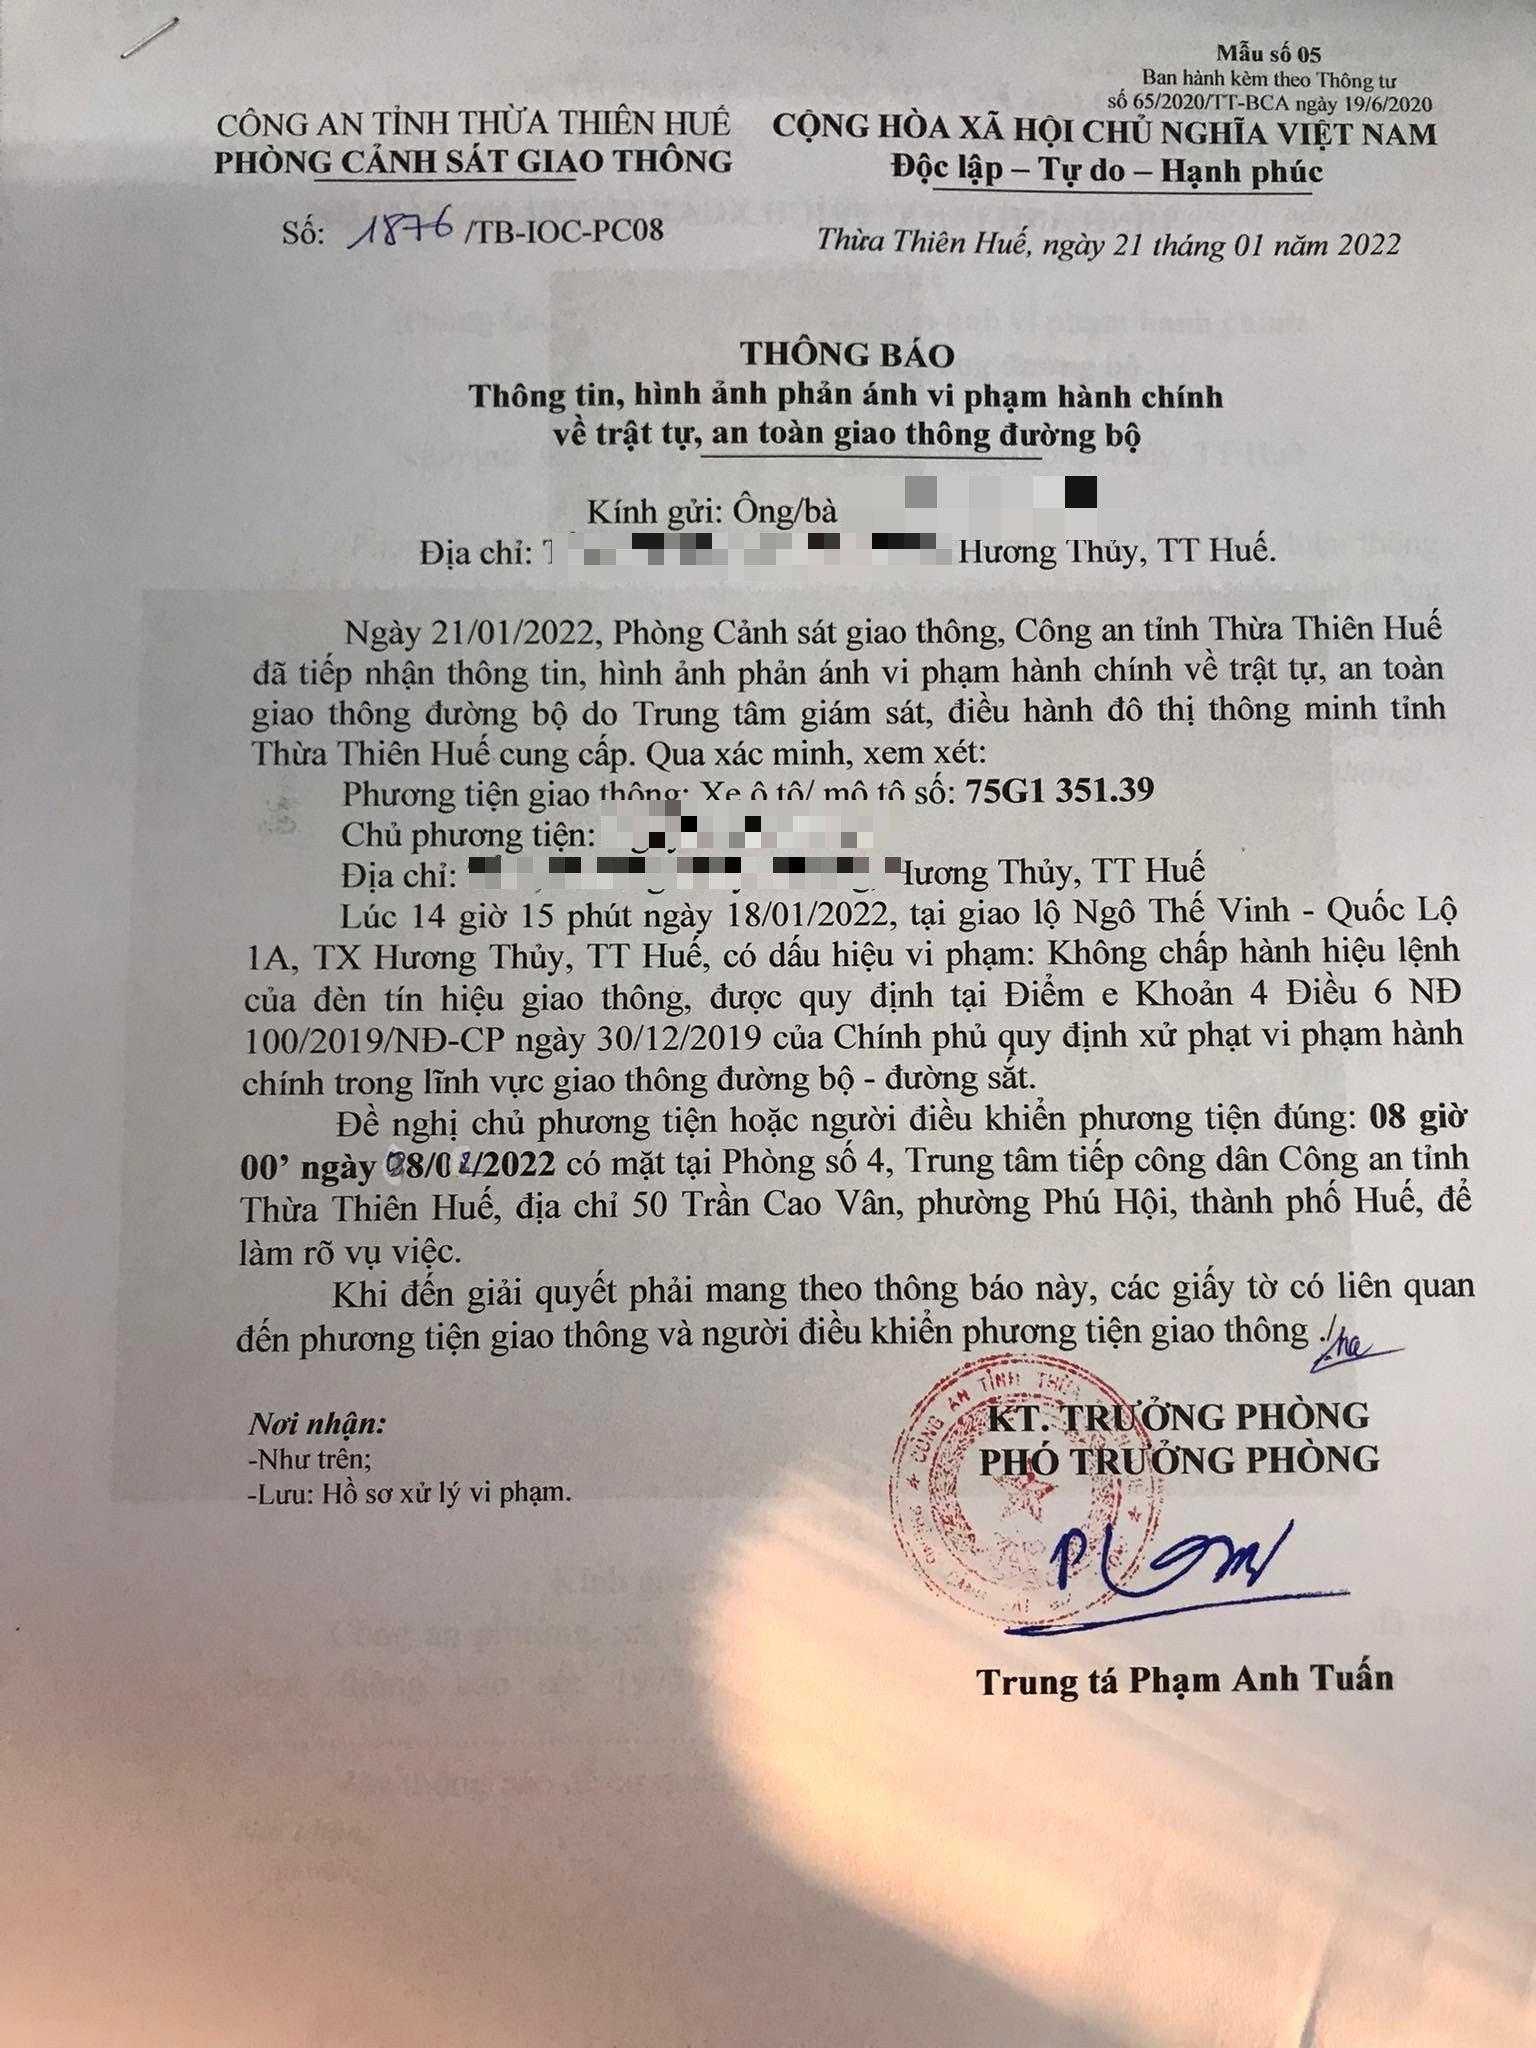 Mẫu số 05
Ban hành kèm theo Thông tư
số 65/2020/TT-BCA ngày 19/6/2020
CÔNG AN TỈNH THỪA THIÊN HUẾ
PHÒNG CẢNH SÁT GIAO THÔNG
CỘNG HÒA XÃ HỘI CHỦ NGHĨA VIỆT NAM
Độc lập – Tự do – Hạnh phúc
Số: 1876 /TB-IOC-PC08
Thừa Thiên Huế, ngày 21 tháng 01 năm 2022
THÔNG BÁO
Thông tin, hình ảnh phản ánh vi phạm hành chính
về trật tự, an toàn giao thông đường bộ
Kính gửi: Ông/bà
Địa chỉ: Hương Thủy, TT Huế.
Ngày 21/01/2022, Phòng Cảnh sát giao thông, Công an tỉnh Thừa Thiên Huế
đã tiếp nhận thông tin, hình ảnh phản ánh vi phạm hành chính về trật tự, an toàn
giao thông đường bộ do Trung tâm giám sát, điều hành đô thị thông minh tỉnh
Thừa Thiên Huế cung cấp. Qua xác minh, xem xét:
Phương tiện giao thông: Xe ô tô/ mô tô số: 75G1 351.39
Chủ phương tiện:
Địa chỉ: Hương Thủy, TT Huế
Lúc 14 giờ 15 phút ngày 18/01/2022, tại giao lộ Ngô Thế Vinh - Quốc Lộ
1A, TX Hương Thủy, TT Huế, có dấu hiệu vi phạm: Không chấp hành hiệu lệnh
của đèn tín hiệu giao thông, được quy định tại Điểm e Khoản 4 Điều 6 NĐ
100/2019/NĐ-CP ngày 30/12/2019 của Chính phủ quy định xử phạt vi phạm hành
chính trong lĩnh vực giao thông đường bộ - đường sắt.
Đề nghị chủ phương tiện hoặc người điều khiển phương tiện đúng: 08 giờ
00’ ngày 08/02/2022 có mặt tại Phòng số 4, Trung tâm tiếp công dân Công an tỉnh
Thừa Thiên Huế, địa chỉ 50 Trần Cao Vân, phường Phú Hội, thành phố Huế, để
làm rõ vụ việc.
Khi đến giải quyết phải mang theo thông báo này, các giấy tờ có liên quan
đến phương tiện giao thông và người điều khiển phương tiện giao thông ./.
Nơi nhận:
-Như trên;
-Lưu: Hồ sơ xử lý vi phạm.
KT. TRƯỞNG PHÒNG
PHÓ TRƯỞNG PHÒNG
CÔNG AN TỈNH THỪA
Trung tá Phạm Anh Tuấn